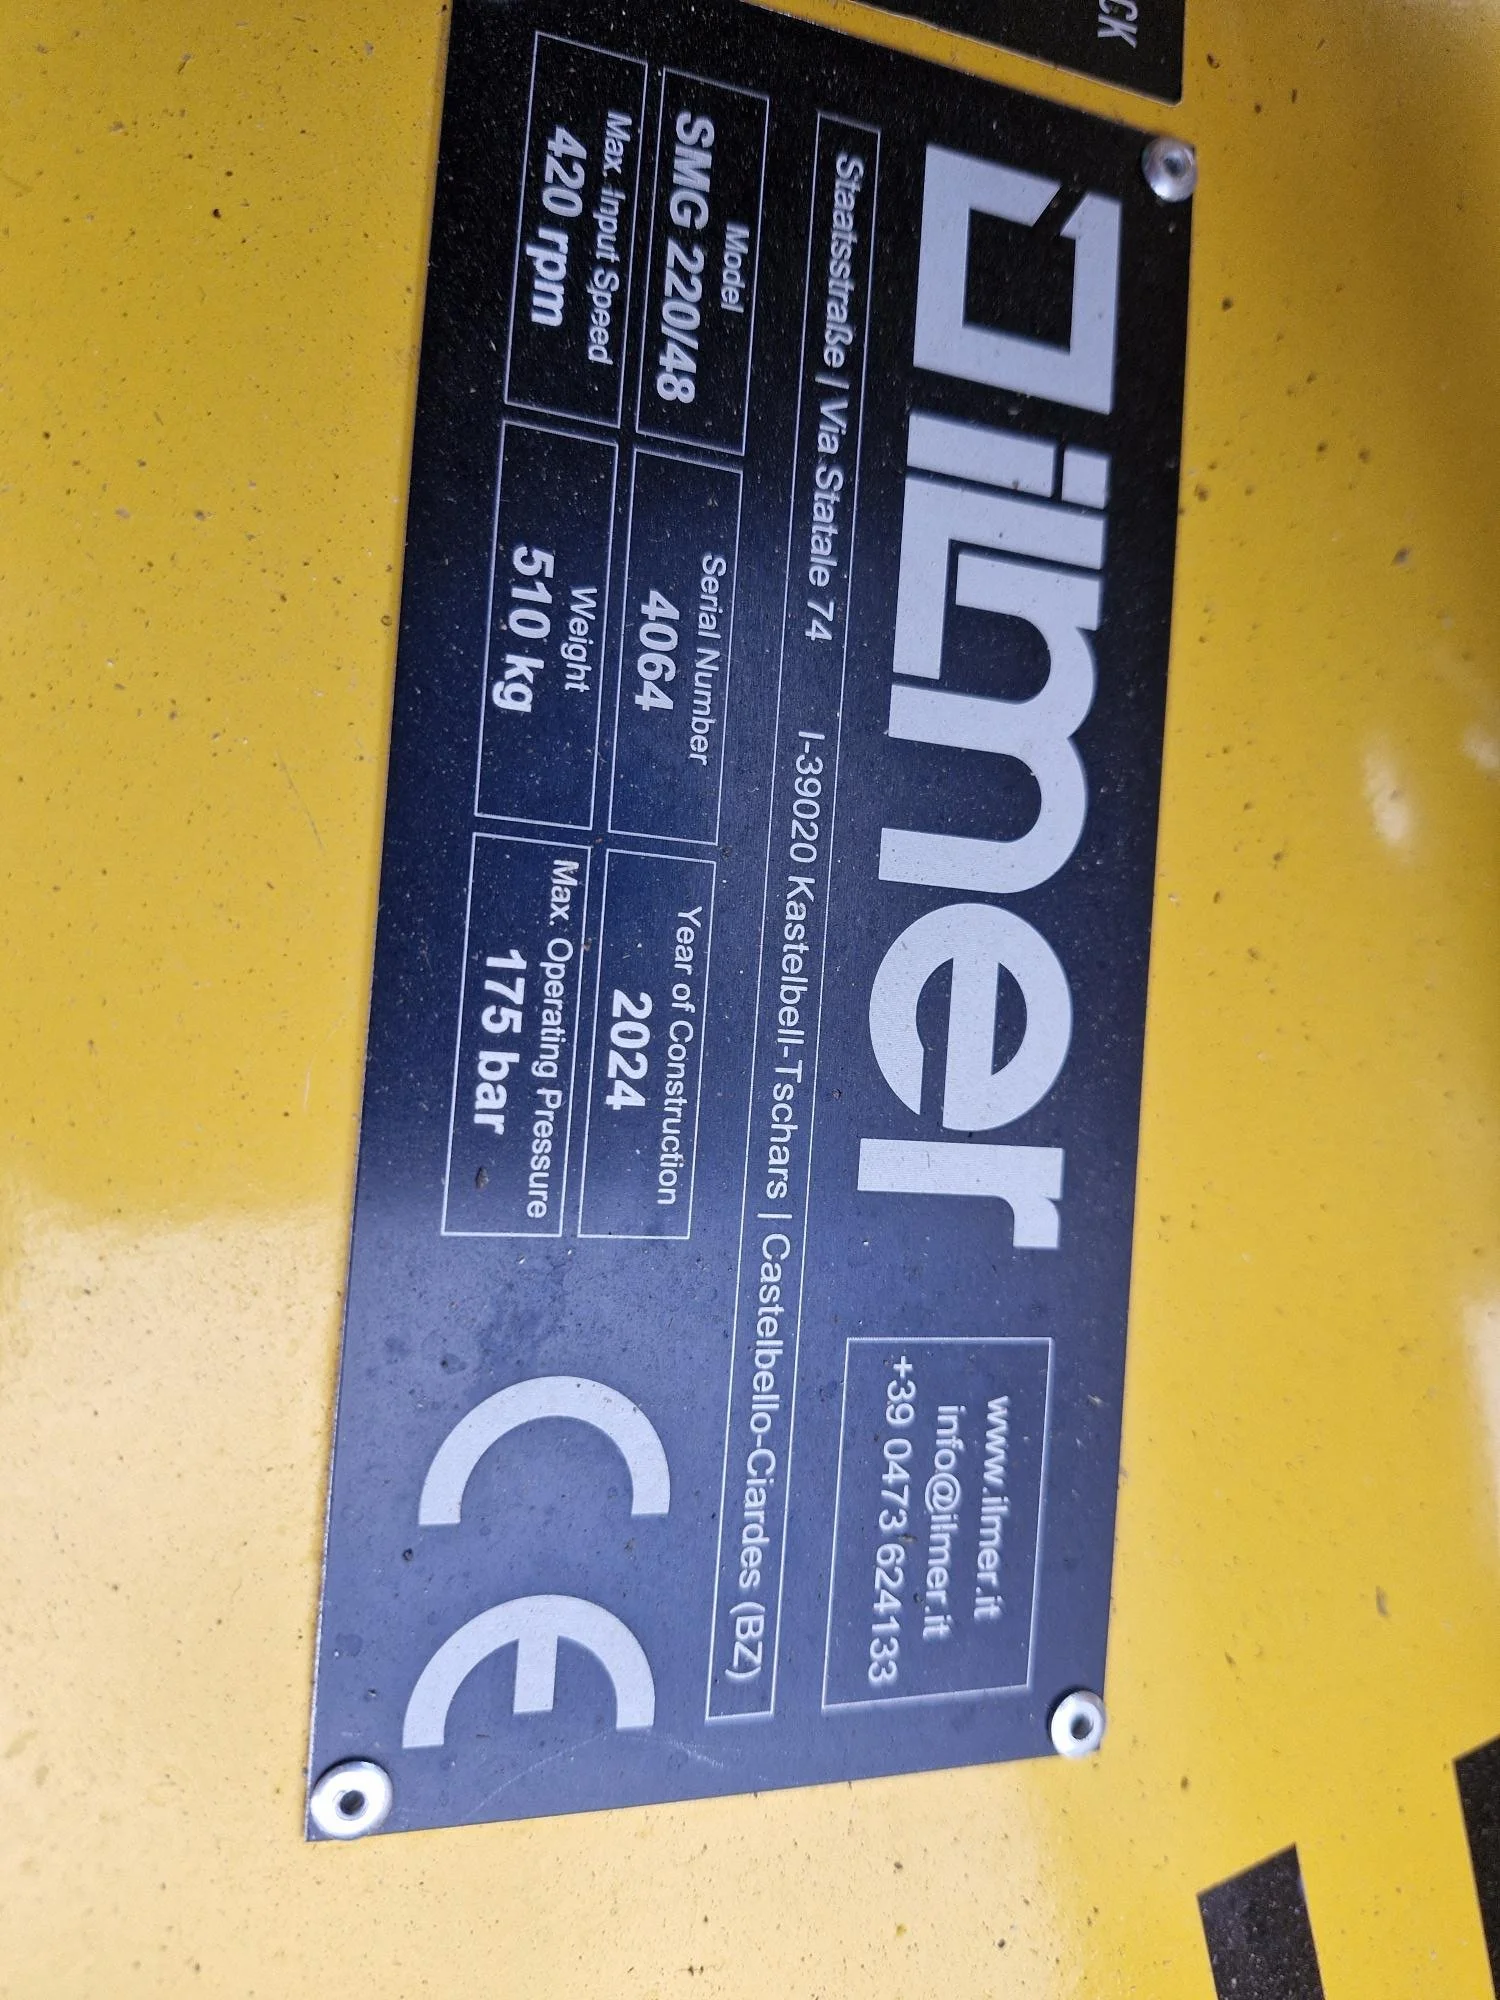 CK
ilmer
www.ilmer.it
info@ilmer.it
+39 0473 624133
Staatsstraße | Via Statale 74 I-39020 Kastelbell-Tschars | Castelbello-Ciardes (BZ)
Model
SMG 220/48
Serial Number
4064
Year of Construction
2024
Max. Input Speed
420 rpm
Weight
510 kg
Max. Operating Pressure
175 bar
CE